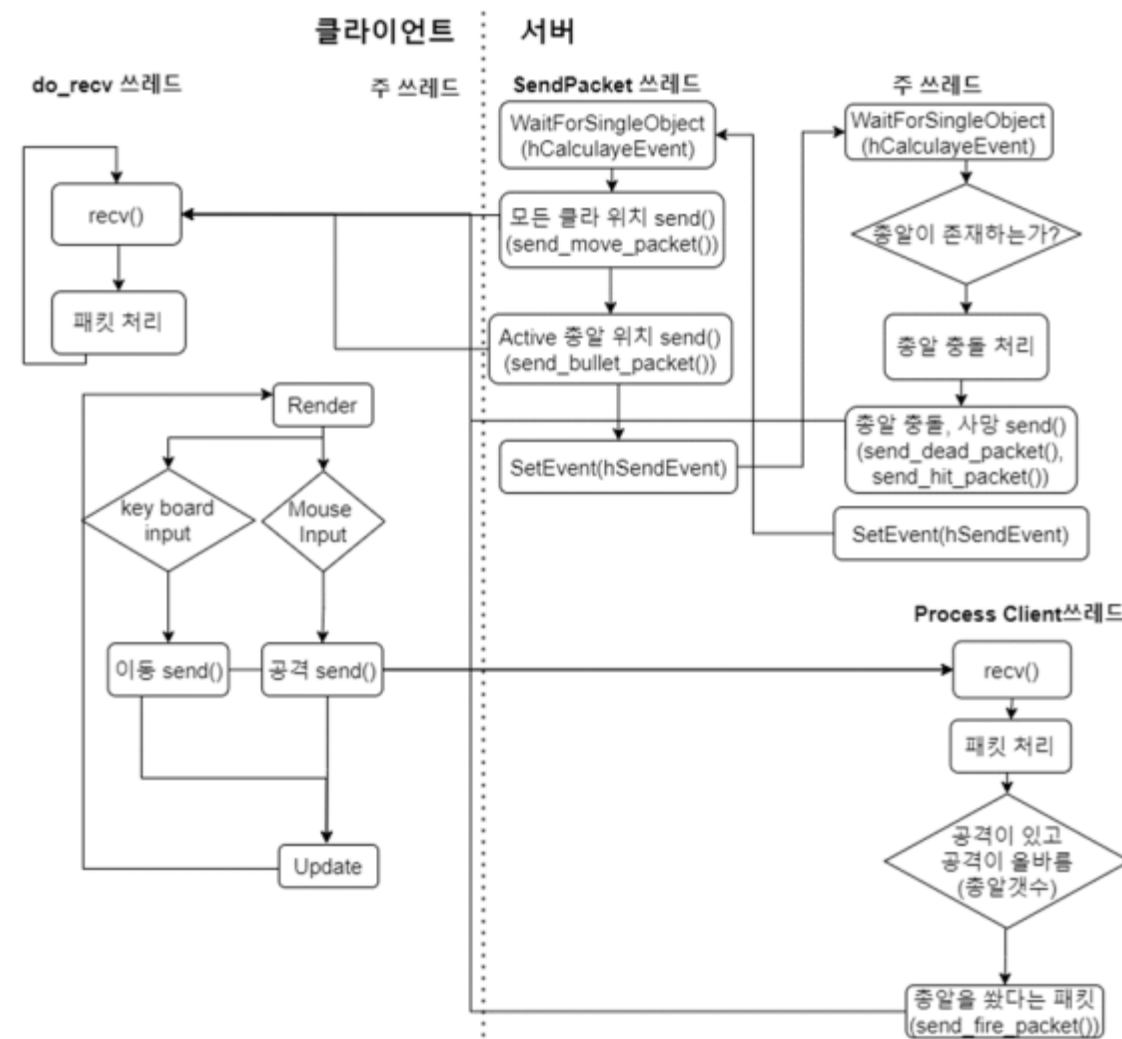 클라이언트
서버
do_recv 쓰레드
주 쓰레드
SendPacket 쓰레드
주 쓰레드
WaitForSingleObject
(hCalculayeEvent)
WaitForSingleObject
(hCalculayeEvent)
recv()
모든 클라 위치 send()
(send_move_packet())
총알이 존재하는가?
패킷 처리
Active 총알 위치 send()
(send_bullet_packet())
총알 충돌 처리
Render
총알 충돌, 사망 send()
(send_dead_packet(),
send_hit_packet())
SetEvent(hSendEvent)
key board
input
Mouse
Input
SetEvent(hSendEvent)
Process Client쓰레드
이동 send()
공격 send()
recv()
패킷 처리
Update
공격이 있고
공격이 올바름
(총알갯수)
총알을 쐈다는 패킷
(send_fire_packet())